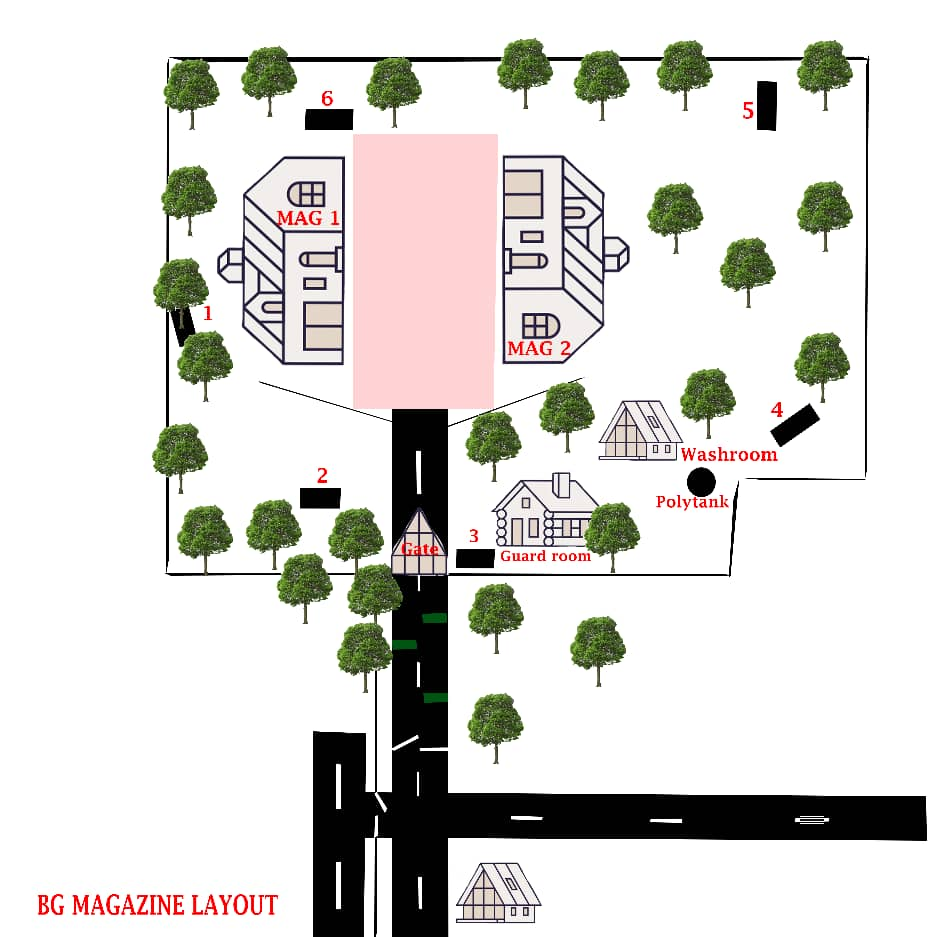 6
5
MAG 1
1
MAG 2
4
Washroom
2
Polytank
3
Gate
Guard room
BG MAGAZINE LAYOUT